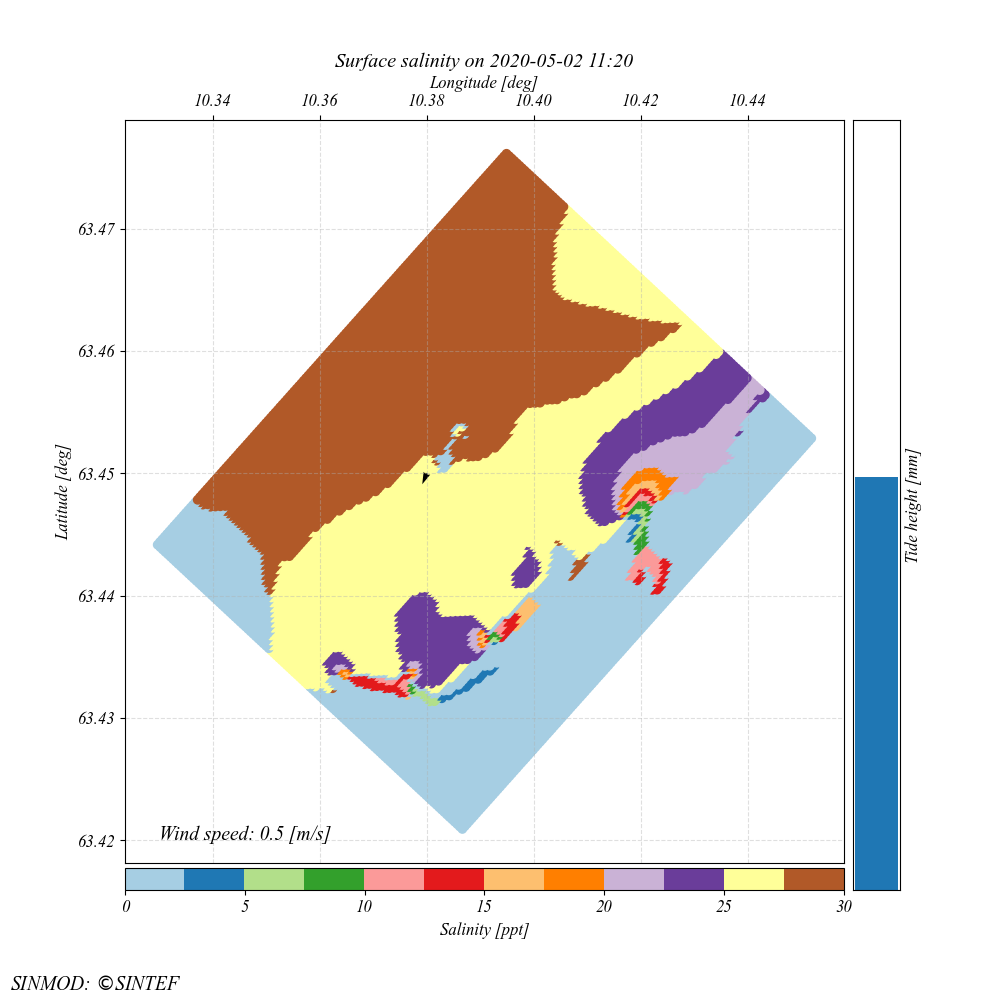 Surface salinity on 2020-05-02 11:20
Longitude [deg]
10.34 10.36 10.38 10.40 10.42 10.44
63.47
63.46
63.45
63.44
63.43
63.42
Latitude [deg]
Tide height [mm]
Wind speed: 0.5 [m/s]
0 5 10 15 20 25 30
Salinity [ppt]
SINMOD: ©SINTEF